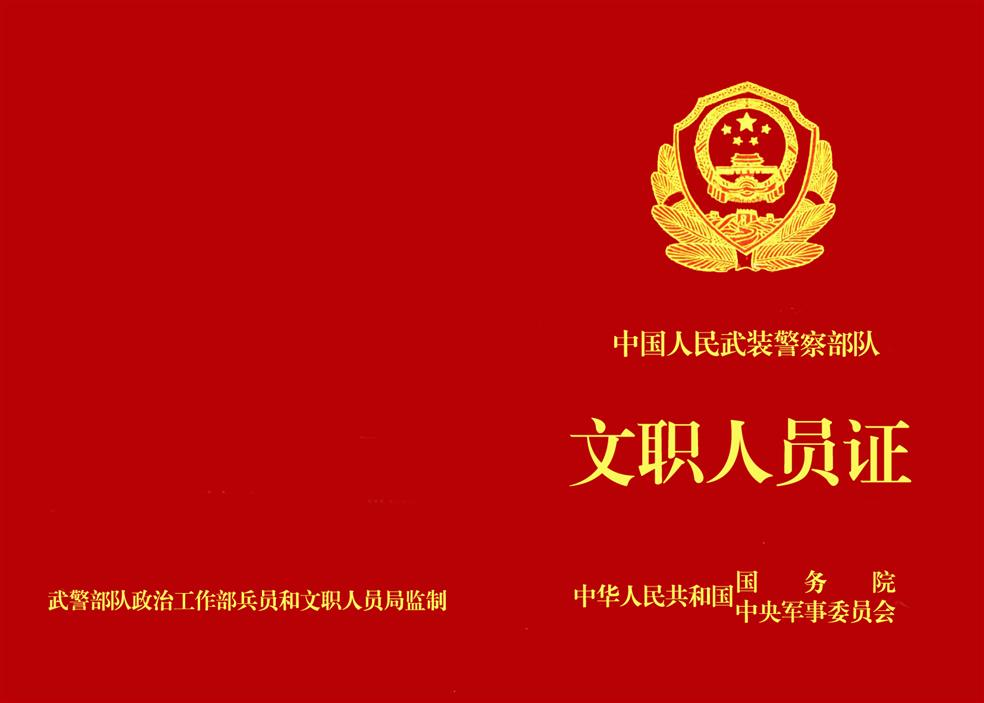 中国人民武装警察部队
文职人员证
中华人民共和国国务院
中央军事委员会
武警部队政治工作部兵员和文职人员局监制